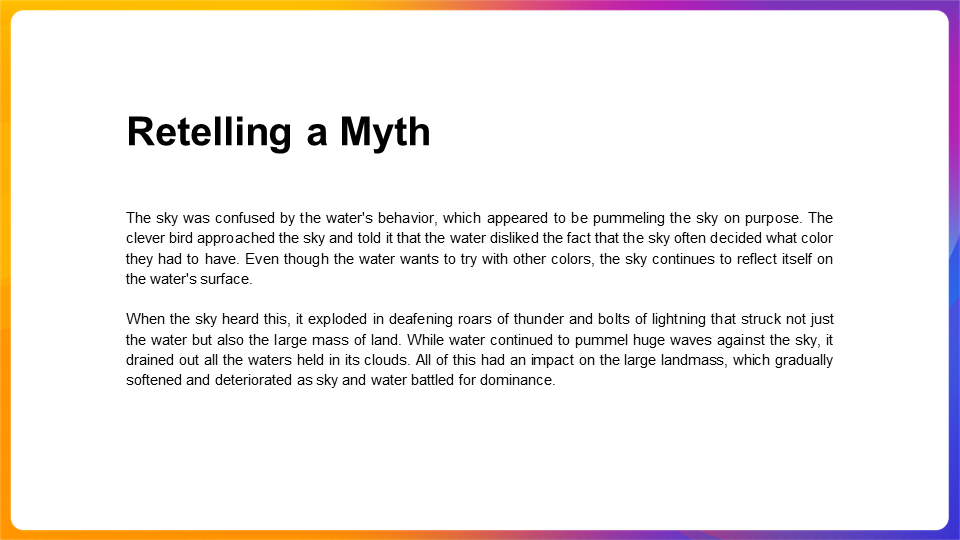 Retelling a Myth
The sky was confused by the water's behavior, which appeared to be pummeling the sky on purpose. The
clever bird approached the sky and told it that the water disliked the fact that the sky often decided what color
they had to have. Even though the water wants to try with other colors, the sky continues to reflect itself on
the water's surface.
When the sky heard this, it exploded in deafening roars of thunder and bolts of lightning that struck not just
the water but also the large mass of land. While water continued to pummel huge waves against the sky, it
drained out all the waters held in its clouds. All of this had an impact on the large landmass, which gradually
softened and deteriorated as sky and water battled for dominance.